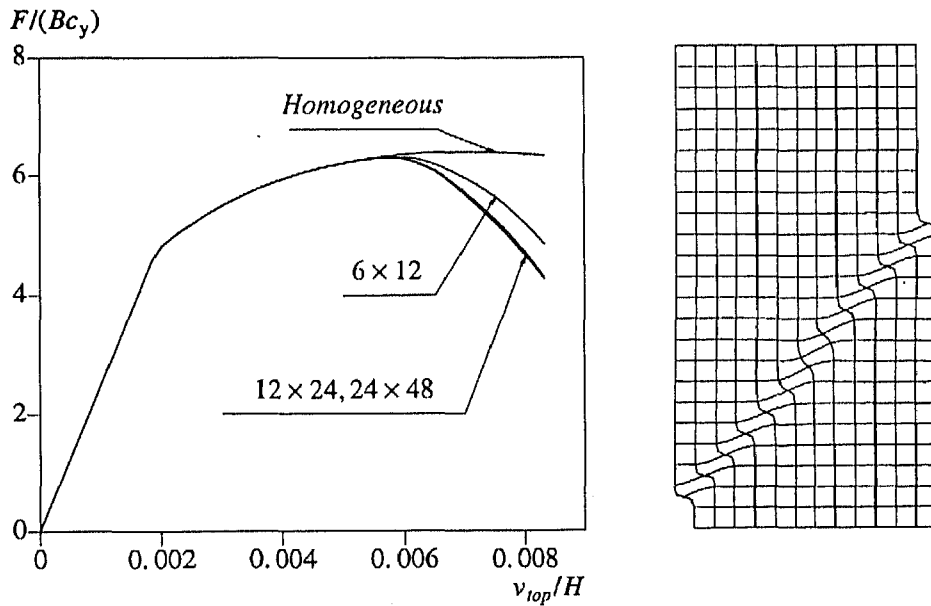 F/(Bc_y)
8
Homogeneous
6
6 × 12
4
12 × 24, 24 × 48
2
0
0 0.002 0.004 0.006 0.008
v_top/H